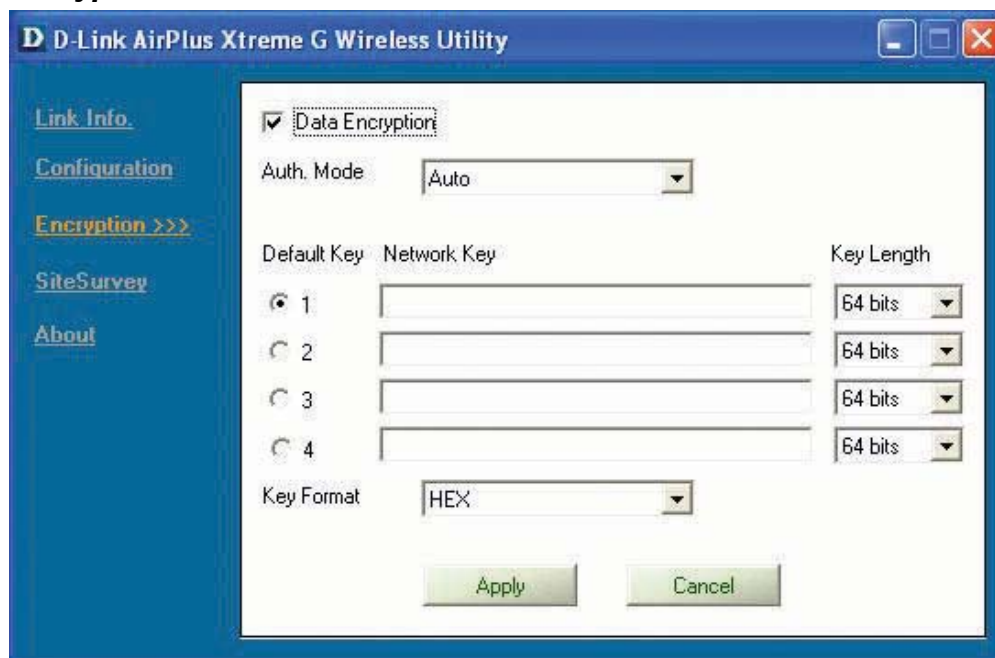 D D-Link AirPlus Xtreme G Wireless Utility
Link Info.
Configuration
Encryption >>>
SiteSurvey
About
Data Encryption
Auth. Mode Auto
Default Key Network Key Key Length
1 64 bits
2 64 bits
3 64 bits
4 64 bits
Key Format HEX
Apply Cancel